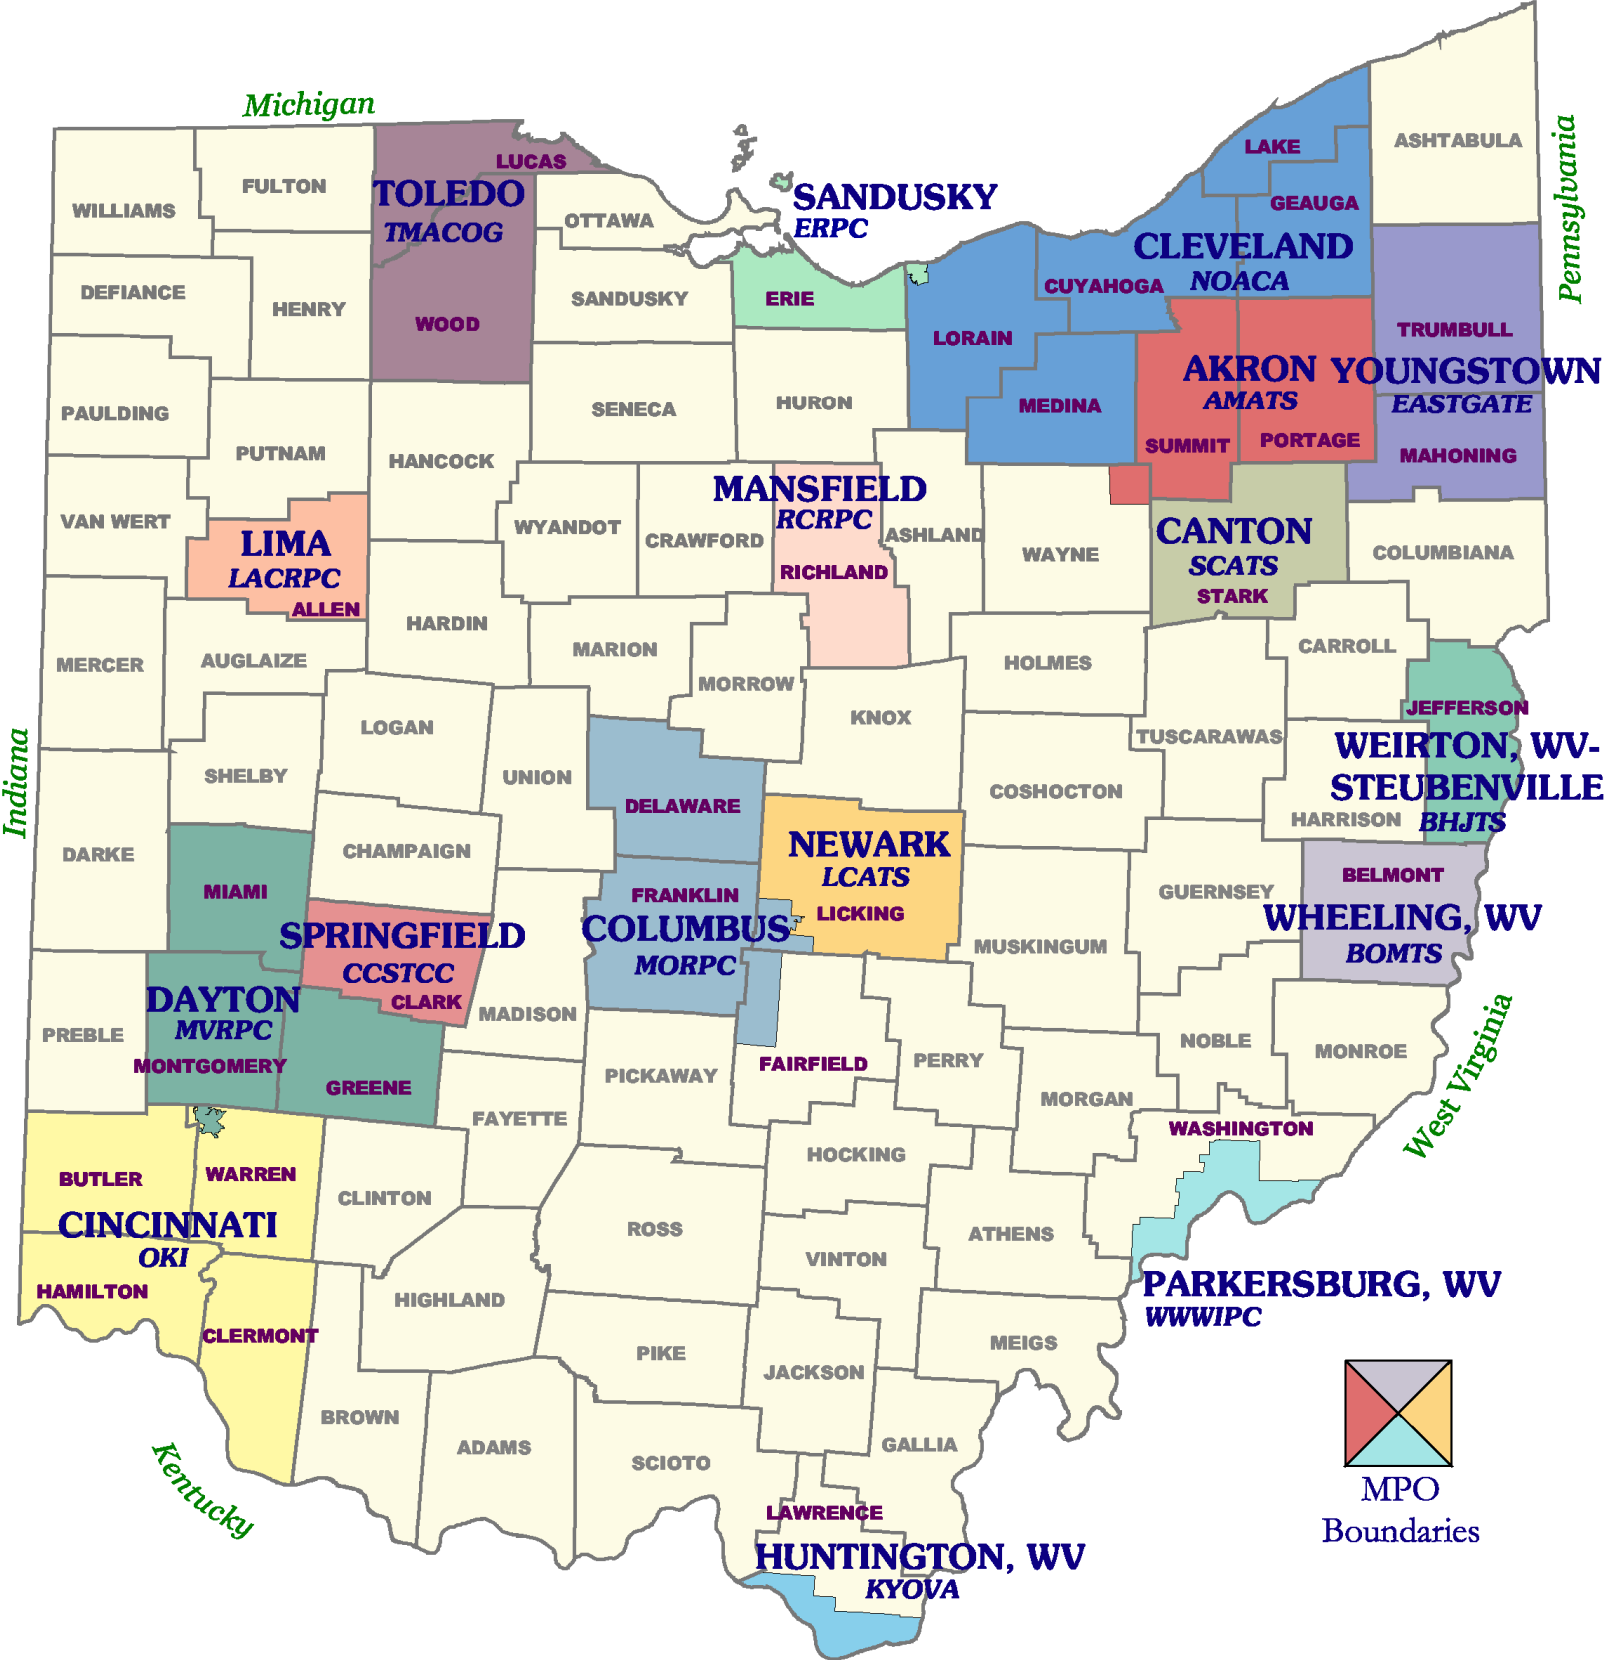 Michigan
Pennsylvania
Indiana
West Virginia
Kentucky
ASHTABULA
LAKE
LUCAS
FULTON
TOLEDO
TMACOG
SANDUSKY
ERPC
GEAUGA
WILLIAMS
OTTAWA
CLEVELAND
NOACA
CUYAHOGA
DEFIANCE
HENRY
SANDUSKY
ERIE
WOOD
LORAIN
TRUMBULL
AKRON
AMATS
YOUNGSTOWN
EASTGATE
PAULDING
SENECA
HURON
MEDINA
SUMMIT
PORTAGE
MAHONING
PUTNAM
HANCOCK
MANSFIELD
RCRPC
VAN WERT
WYANDOT
CRAWFORD
ASHLAND
WAYNE
CANTON
SCATS
STARK
COLUMBIANA
LIMA
LACRPC
ALLEN
RICHLAND
HARDIN
MARION
MERCER
AUGLAIZE
MORROW
HOLMES
CARROLL
LOGAN
KNOX
JEFFERSON
TUSCARAWAS
WEIRTON, WV-
STEUBENVILLE
BHJTS
SHELBY
UNION
DELAWARE
COSHOCTON
HARRISON
DARKE
CHAMPAIGN
NEWARK
LCATS
LICKING
MIAMI
FRANKLIN
COLUMBUS
MORPC
GUERNSEY
BELMONT
WHEELING, WV
BOMTS
SPRINGFIELD
CCSTCC
CLARK
MUSKINGUM
DAYTON
MVRPC
MONTGOMERY
PREBLE
MADISON
NOBLE
MONROE
GREENE
PICKAWAY
FAIRFIELD
PERRY
MORGAN
FAYETTE
WASHINGTON
BUTLER
WARREN
CLINTON
HOCKING
CINCINNATI
OKI
ROSS
ATHENS
VINTON
HAMILTON
HIGHLAND
PARKERSBURG, WV
WWWIPC
CLERMONT
PIKE
JACKSON
MEIGS
BROWN
ADAMS
SCIOTO
GALLIA
LAWRENCE
HUNTINGTON, WV
KYOVA
MPO
Boundaries